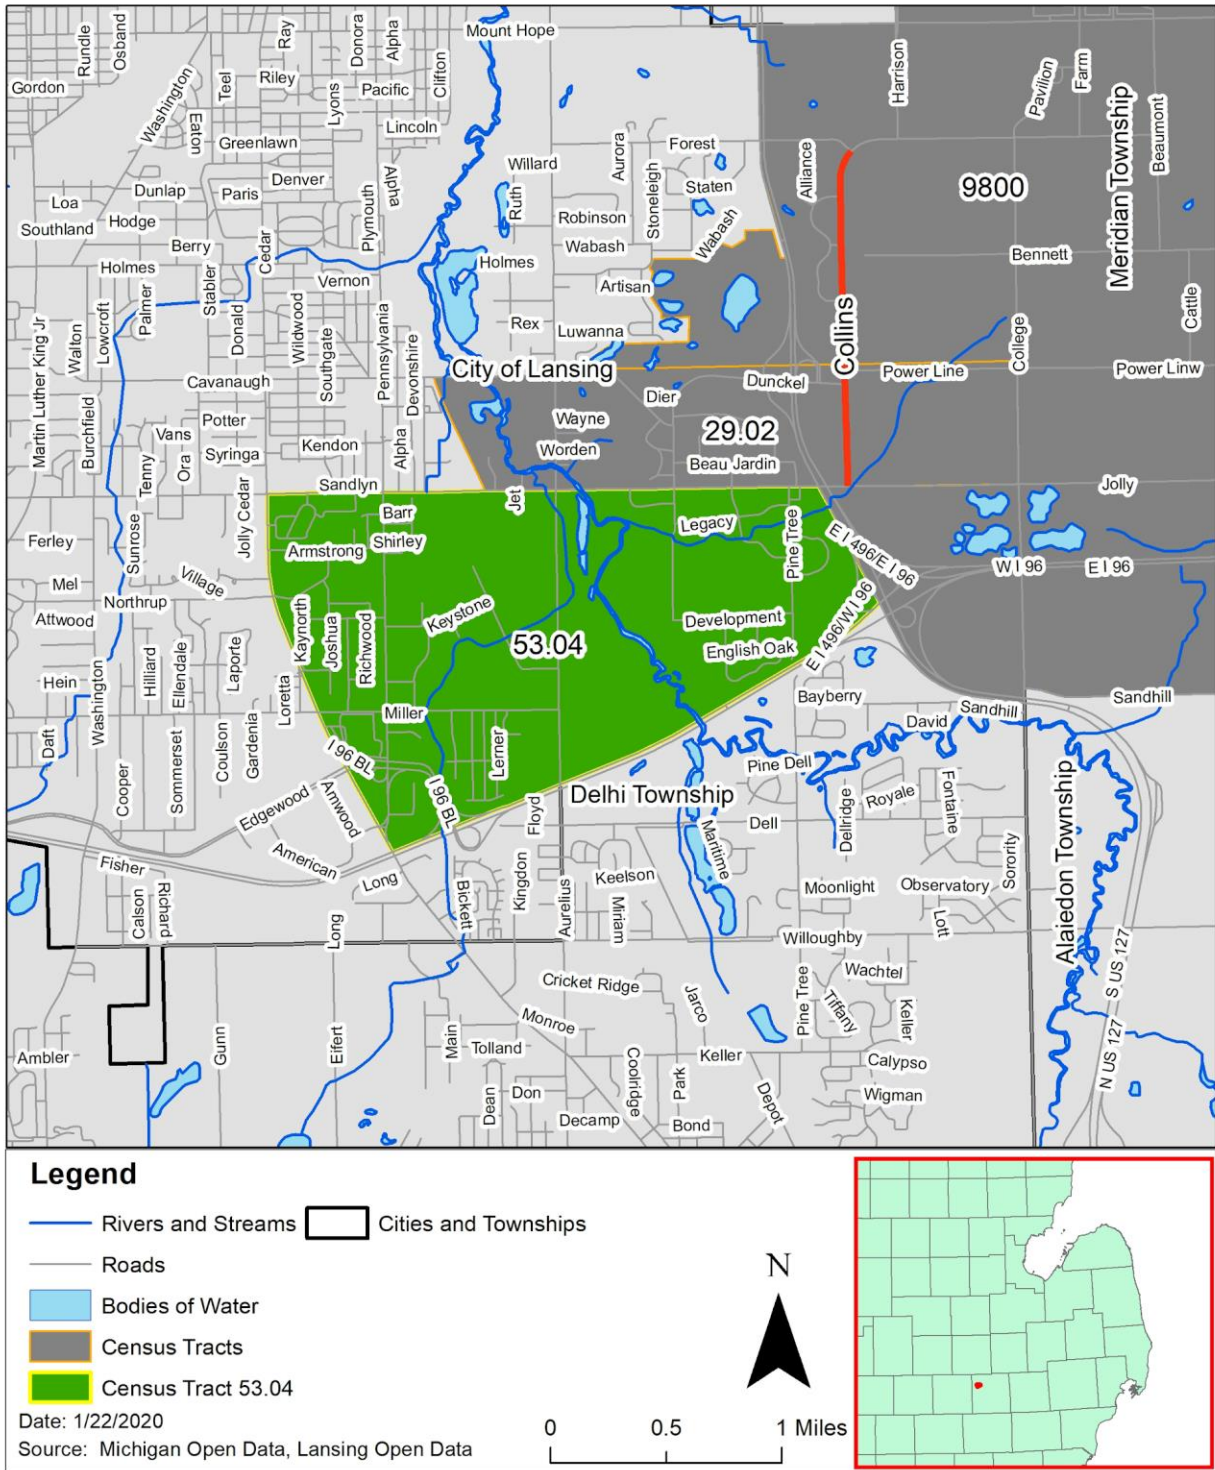 Mount Hope
Rundle
Osband
Ray
Donora
Alpha
Clifton
Harrison
Pavilion
Farm
Gordon
Washington
Teel
Riley
Lyons
Pacific
Beaumont
Meridian Township
Eaton
Greenlawn
Lincoln
Aurora
Forest
Alliance
Willard
Stoneleigh
Staten
9800
Dunlap
Paris
Denver
Plymouth
Alpha
Ruth
Loa
Hodge
Southland
Robinson
Wabash
Wabash
Berry
Cedar
Holmes
Holmes
Bennett
Stabler
Vernon
Artisan
Palmer
Lowcroft
Walton
Martin Luther King Jr
Donald
Wildwood
Southgate
Pennsylvania
Devonshire
Rex
Luwanna
Collins
College
Cattle
City of Lansing
Cavanaugh
Dunckel
Power Line
Power Linw
Dier
Burchfield
Potter
Vans
Wayne
29.02
Tenny
Ora
Syringa
Kendon
Alpha
Worden
Beau Jardin
Jolly Cedar
Sandlyn
Jet
Jolly
Barr
Legacy
Pine Tree
Ferley
Sunrose
Armstrong
Shirley
E I 496/E I 96
W I 96
E I 96
Mel
Village
Northrup
Attwood
Kaynorth
Joshua
Richwood
Keystone
53.04
Development
English Oak
E I 496/W I 96
Hein
Washington
Hilliard
Ellendale
Laporte
Loretta
Bayberry
Sandhill
Sandhill
David
Miller
Daft
Cooper
Sommerset
Coulson
Gardenia
I 96 BL
Lerner
Pine Dell
I 96 BL
Delhi Township
Edgewood
Arnwood
Floyd
Dell
Dellridge
Royale
Fontaine
Alaiedon Township
American
Maritime
Fisher
Long
Keelson
Kingdon
Aurelius
Miriam
Moonlight
Observatory
Sorority
Calson
Richard
Long
Bickett
Lott
Willoughby
Wachtel
Cricket Ridge
Jarco
Pine Tree
Tiffany
Keller
S US 127
Gunn
Eifert
Main
Monroe
Tolland
Keller
Calypso
N US 127
Ambler
Dean
Don
Coolridge
Park
Depot
Wigman
Decamp
Bond
Legend
Rivers and Streams
Cities and Townships
Roads
Bodies of Water
Census Tracts
Census Tract 53.04
Date: 1/22/2020
Source: Michigan Open Data, Lansing Open Data
N
0 0.5 1 Miles